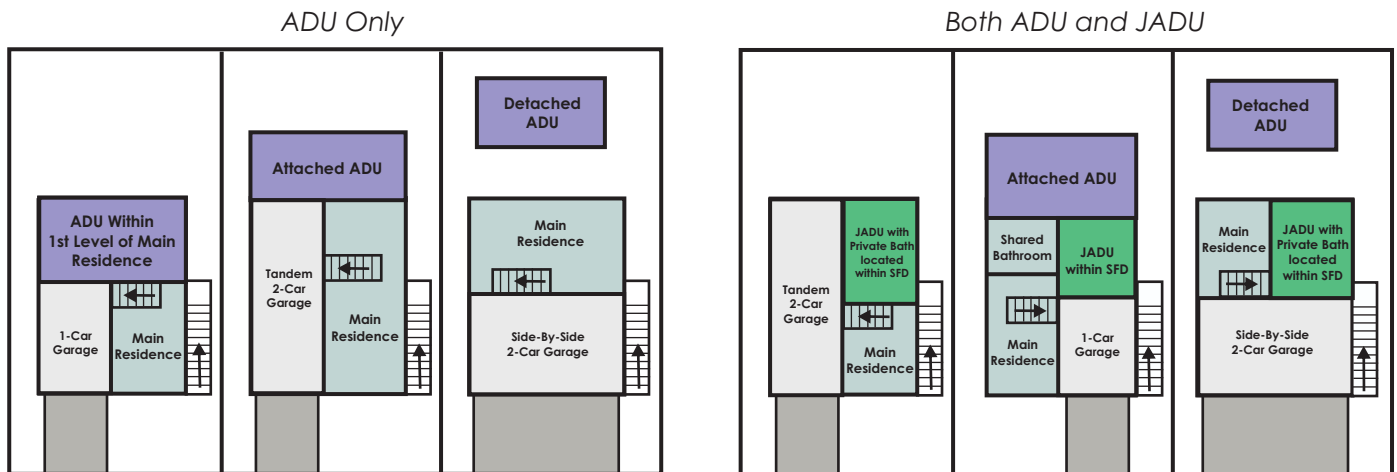 ADU Only
Detached
ADU
Attached ADU
ADU Within
1st Level of Main
Residence
Main
Residence
Tandem
2-Car
Garage
1-Car
Garage
Main
Residence
Main
Residence
Side-By-Side
2-Car Garage
Both ADU and JADU
Detached
ADU
Attached ADU
JADU with
Private Bath
located
within SFD
Shared
Bathroom
JADU
within SFD
Main
Residence
JADU with
Private Bath
located
within SFD
Tandem
2-Car
Garage
Main
Residence
Main
Residence
1-Car
Garage
Side-By-Side
2-Car Garage